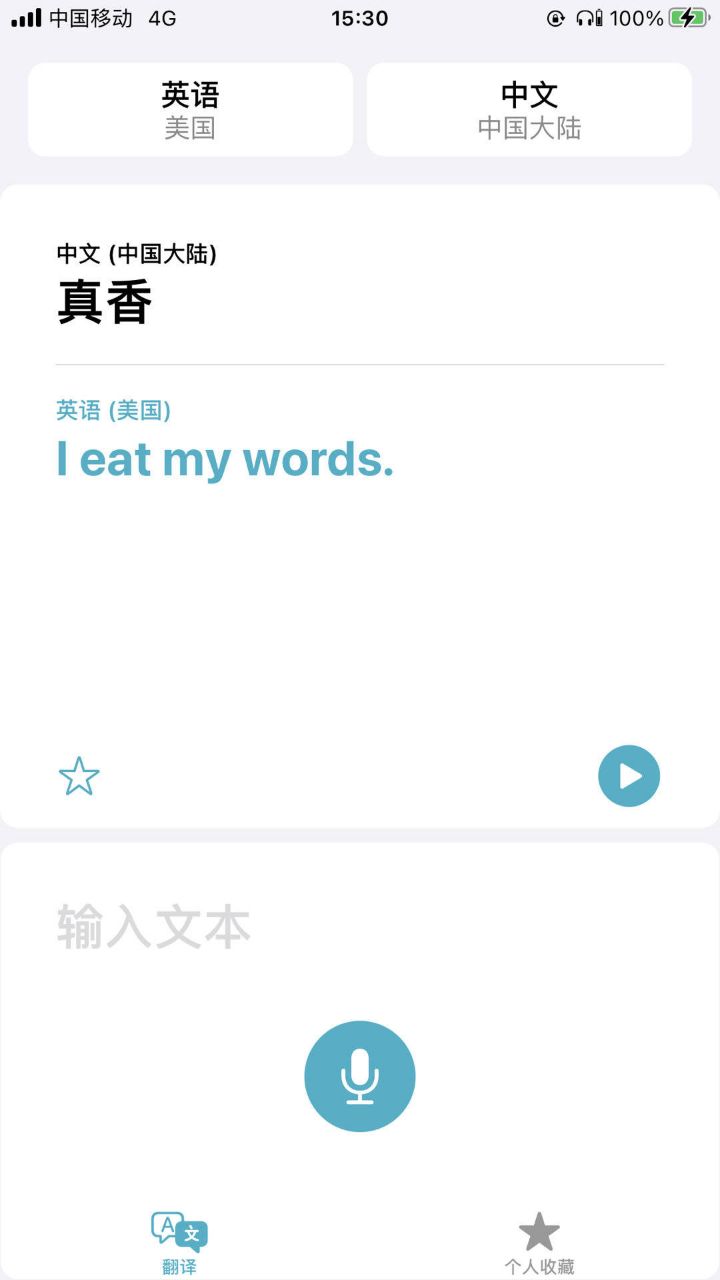 中国移动 4G 15:30 100%
英语 中文
美国 中国大陆
中文 (中国大陆)
真香
英语 (美国)
I eat my words.
输入文本
A 文
翻译 个人收藏